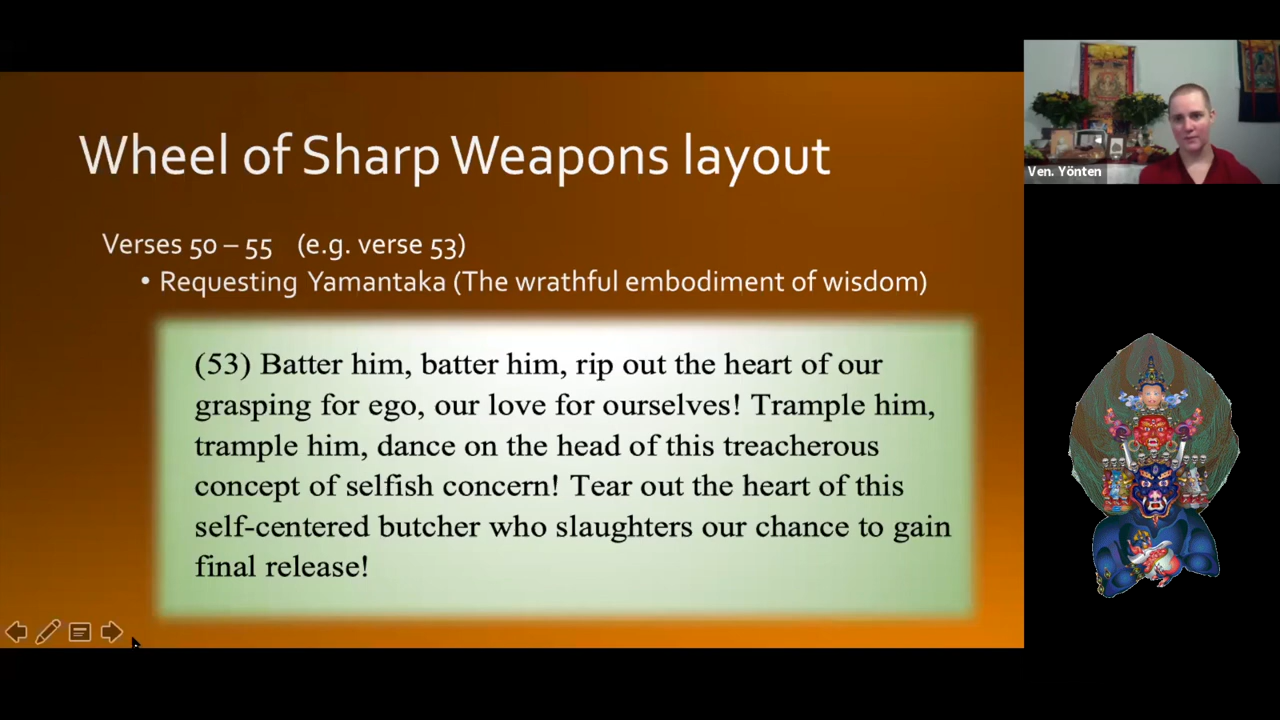 Wheel of Sharp Weapons layout
Verses 50 – 55 (e.g. verse 53)
• Requesting Yamantaka (The wrathful embodiment of wisdom)
(53) Batter him, batter him, rip out the heart of our
grasping for ego, our love for ourselves! Trample him,
trample him, dance on the head of this treacherous
concept of selfish concern! Tear out the heart of this
self-centered butcher who slaughters our chance to gain
final release!
Ven. Yönten